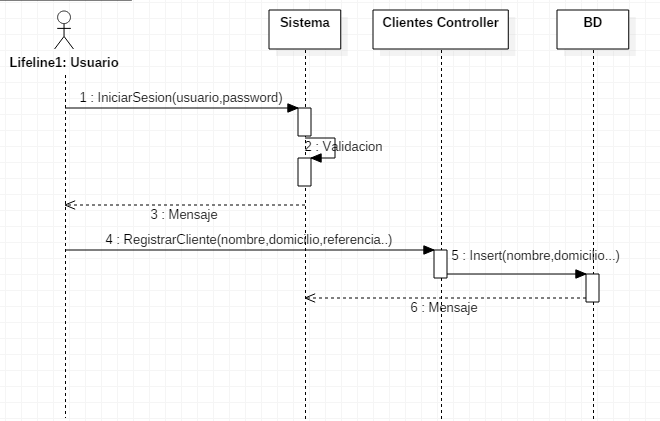 Sistema
Clientes Controller
BD
Lifeline1: Usuario
1 : IniciarSesion(usuario,password)
2 : Validacion
3 : Mensaje
4 : RegistrarCliente(nombre,domicilio,referencia..)
5 : Insert(nombre,domicilio...)
6 : Mensaje